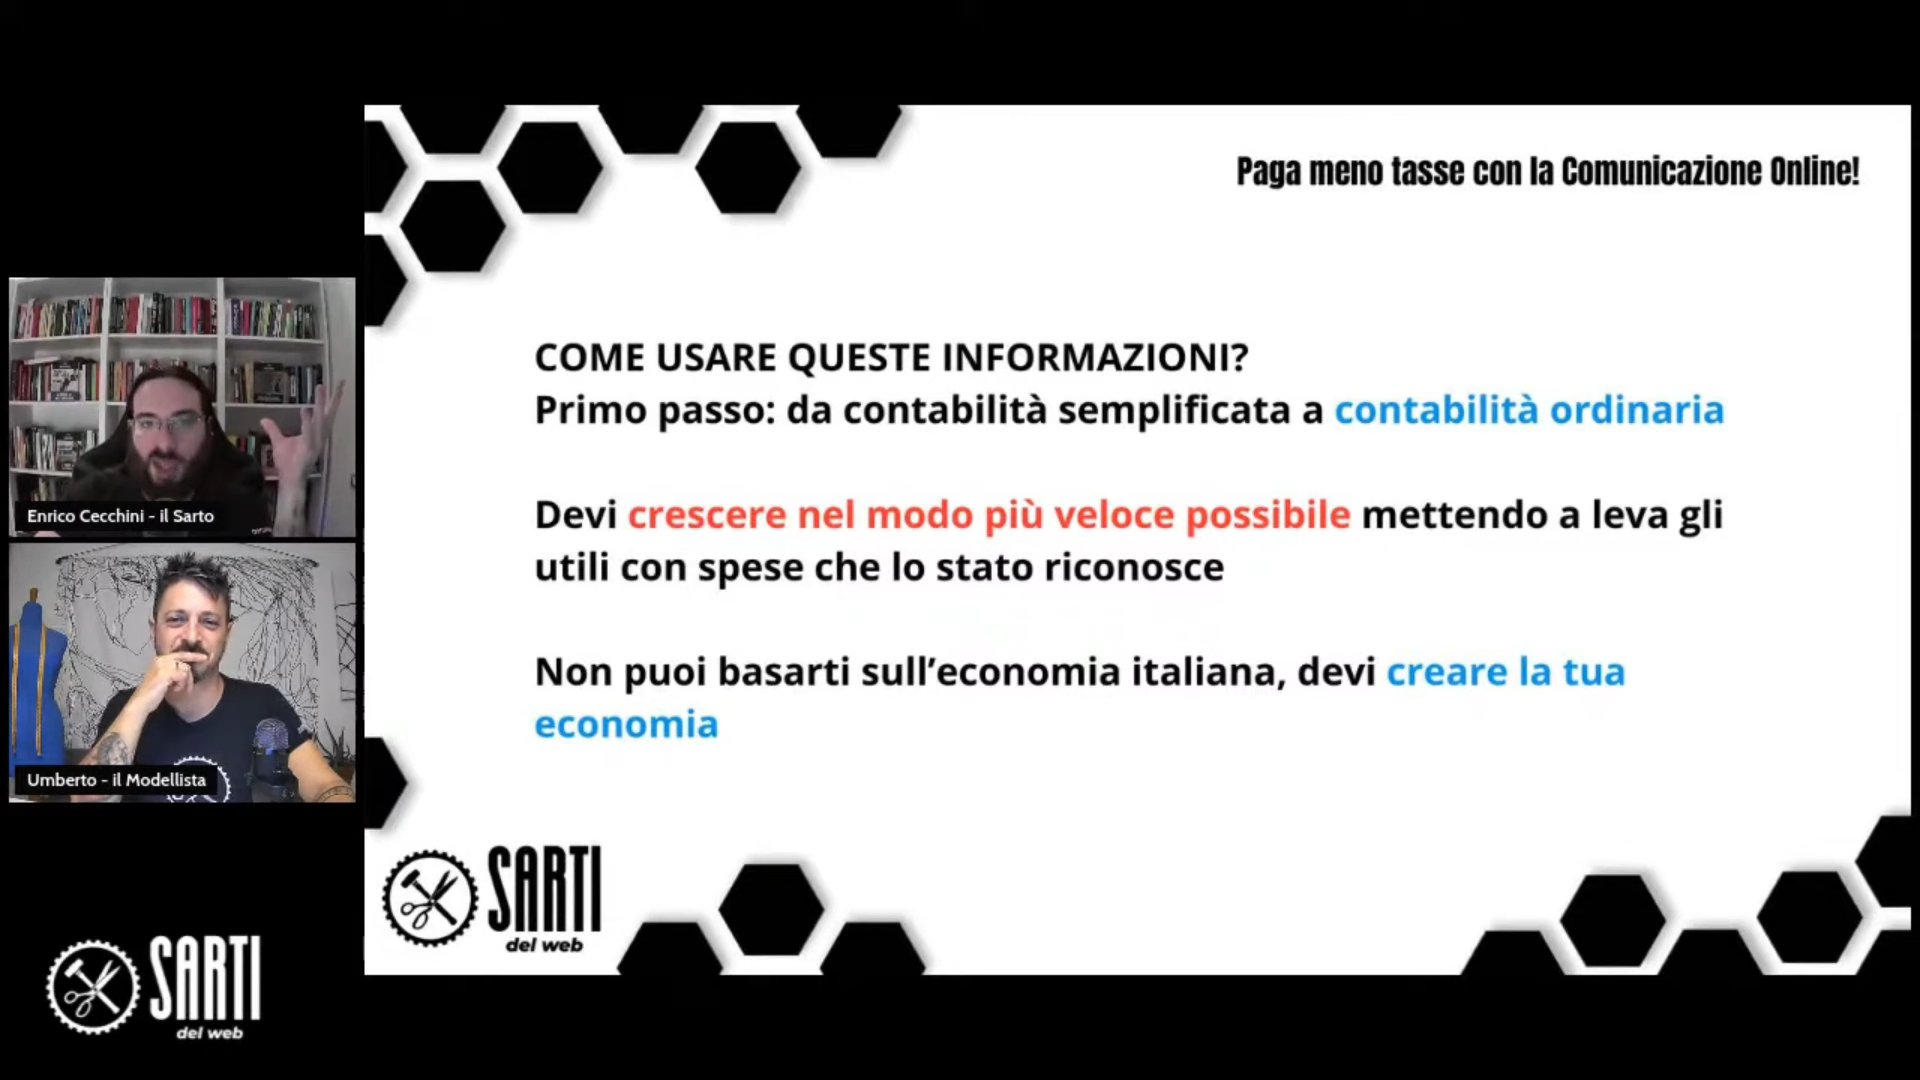 Paga meno tasse con la Comunicazione Online!
COME USARE QUESTE INFORMAZIONI?
Primo passo: da contabilità semplificata a contabilità ordinaria
Devi crescere nel modo più veloce possibile mettendo a leva gli
utili con spese che lo stato riconosce
Non puoi basarti sull’economia italiana, devi creare la tua
economia
Enrico Cecchini - il Sarto
Umberto - il Modellista
SARTI
del web
SARTI
del web